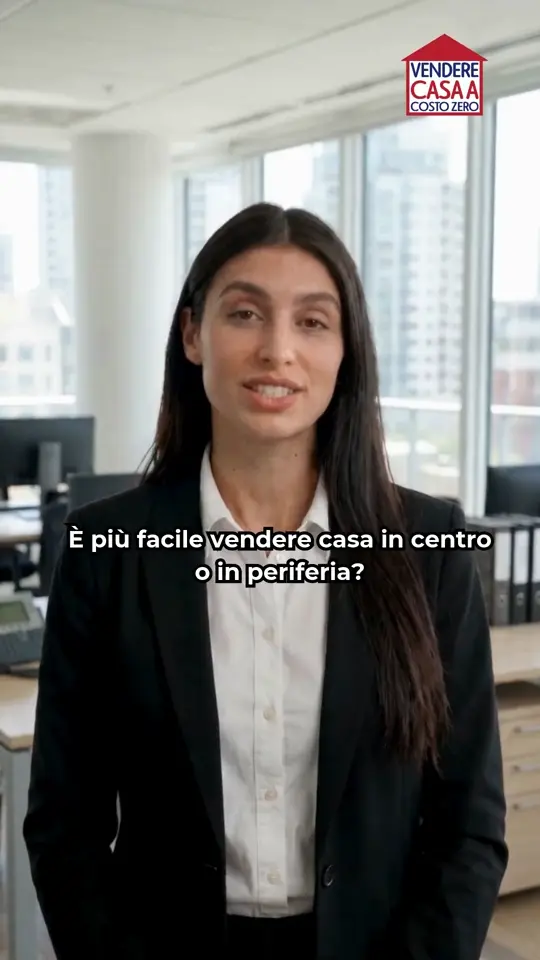 VENDERE
CASA A
COSTO ZERO
È più facile vendere casa in centro
o in periferia?